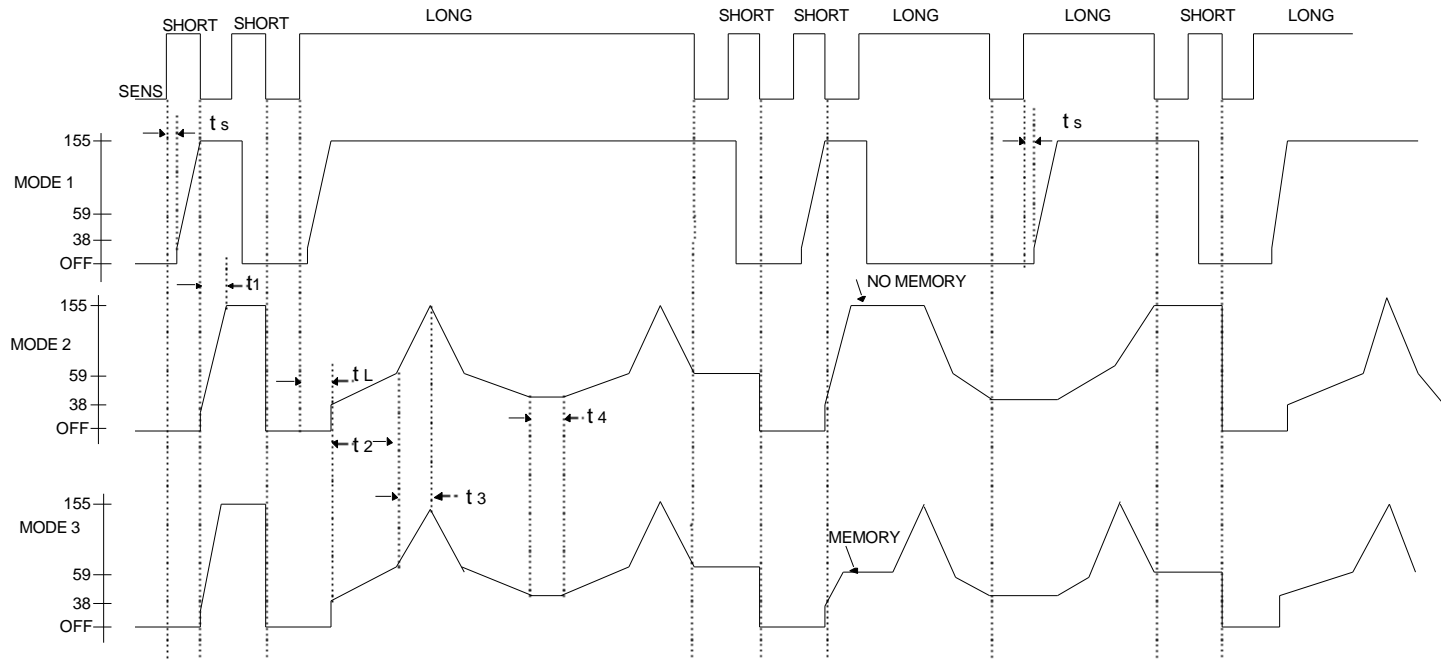 SHORT SHORT LONG SHORT SHORT LONG LONG SHORT LONG
SENS
t s
t s
155
MODE 1
59
38
OFF
t1
NO MEMORY
155
MODE 2
59
38
OFF
t L
t 4
t 2
t 3
155
MODE 3
MEMORY
59
38
OFF